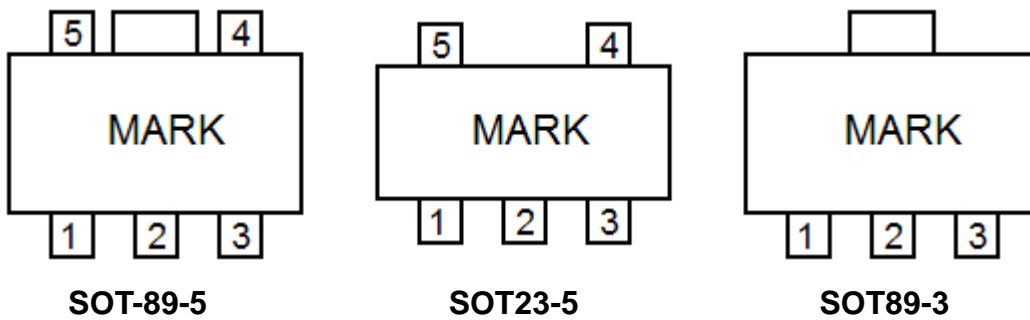 5 4 5 4
MARK MARK MARK
1 2 3 1 2 3 1 2 3
SOT-89-5 SOT23-5 SOT89-3